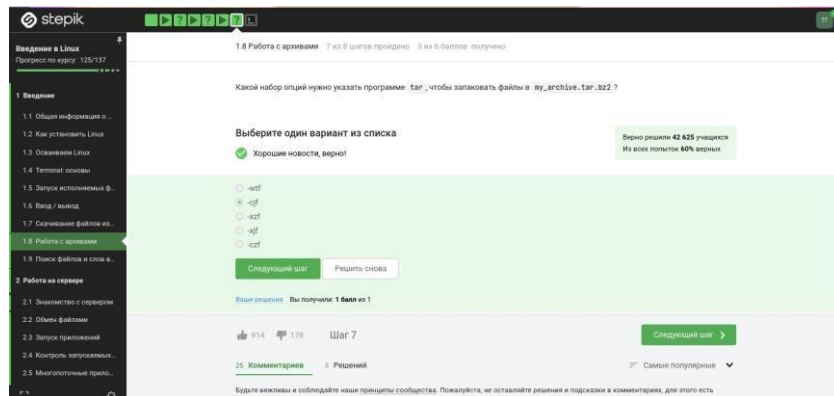 stepik
Введение в Linux
Прогресс по курсу: 125/137
1 Введение
1.1 Общая информация о ...
1.2 Как установить Linux
1.3 Осваиваем Linux
1.4 Terminal: основы
1.5 Запуск исполняемых ф...
1.6 Ввод / вывод
1.7 Скачивание файлов из...
1.8 Работа с архивами
1.9 Поиск файлов и слов в...
2 Работа на сервере
2.1 Знакомство с сервером
2.2 Обмен файлами
2.3 Запуск приложений
2.4 Контроль запускаемых...
2.5 Многопоточные прило...
1.8 Работа с архивами 7 из 8 шагов пройдено 3 из 6 баллов получено
Какой набор опций нужно указать программе tar, чтобы запаковать файлы в my_archive.tar.bz2 ?
Выберите один вариант из списка
Хорошие новости, верно!
Верно решили 42 625 учащихся
Из всех попыток 60% верных
-wtf
-cjf
-xzf
-xjf
-czf
Следующий шаг Решить снова
Ваши решения Вы получили: 1 балл из 1
914 178 Шаг 7 Следующий шаг
25 Комментариев Решений Самые популярные
Будьте вежливы и соблюдайте наши принципы сообщества. Пожалуйста, не оставляйте решения и подсказки в комментариях, для этого есть